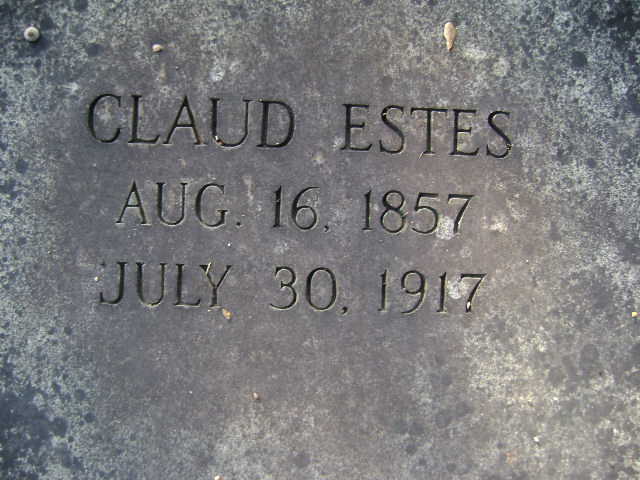 CLAUD ESTES
AUG. 16, 1857
JULY 30, 1917